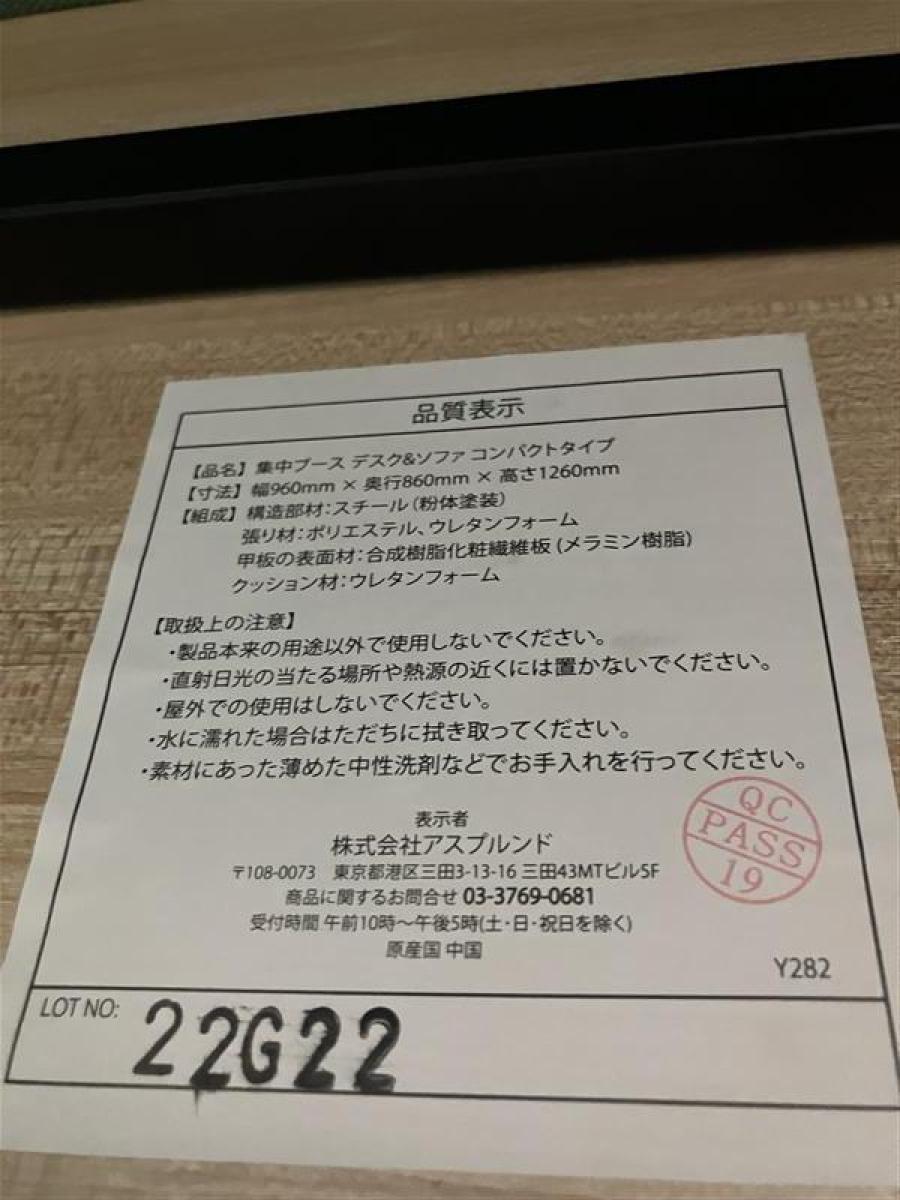 品質表示
【品名】集中ブース デスク&ソファ コンパクトタイプ
【寸法】幅960mm × 奥行860mm × 高さ1260mm
【組成】構造部材：スチール（粉体塗装）
張り材：ポリエステル、ウレタンフォーム
甲板の表面材：合成樹脂化粧繊維板 (メラミン樹脂)
クッション材：ウレタンフォーム
【取扱上の注意】
・製品本来の用途以外で使用しないでください。
・直射日光の当たる場所や熱源の近くには置かないでください。
・屋外での使用はしないでください。
・水に濡れた場合はただちに拭き取ってください。
・素材にあった薄めた中性洗剤などでお手入れを行ってください。
表示者
株式会社アスプルンド
〒108-0073 東京都港区三田3-13-16 三田43MTビル5F
商品に関するお問合せ 03-3769-0681
受付時間 午前10時～午後5時(土・日・祝日を除く)
原産国 中国
QC
PASS
19
Y282
LOT NO: 22G22